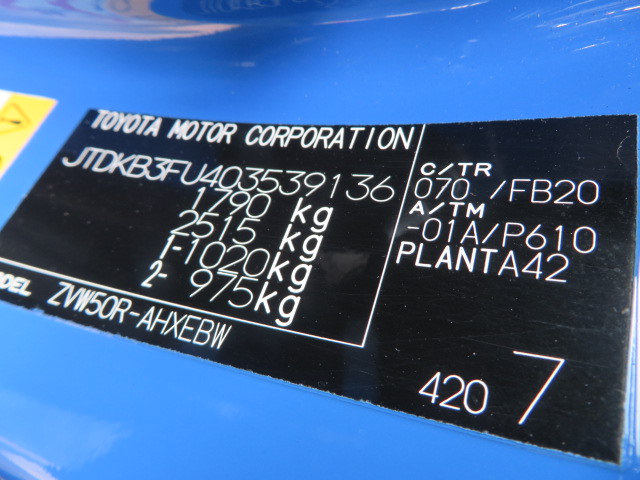 TOYOTA MOTOR CORPORATION
JTDKB3FU403539136
1790 kg
2515 kg
1-1020kg
2- 975kg
MODEL ZVW50R-AHXEBW
C/TR
070 /FB20
A/TM
-01A/P610
PLANTA42
420 7